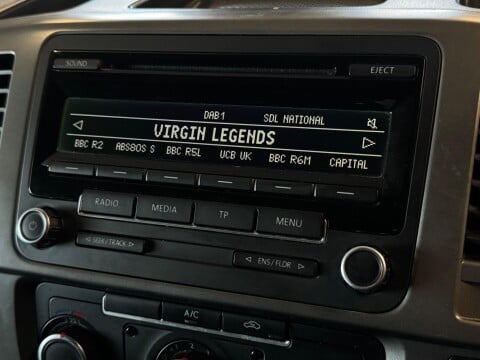 SOUND
EJECT
DAB1 SDL NATIONAL
VIRGIN LEGENDS
BBC R2 ABS80S S BBC R5L UCB UK BBC R6M CAPITAL
RADIO MEDIA TP MENU
SEEK/TRACK ENS/FLDR
A/C